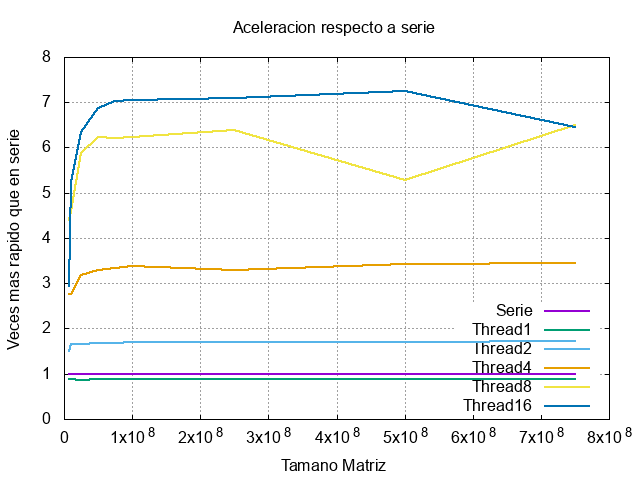 Aceleracion respecto a serie
Veces mas rapido que en serie
8
7
6
5
4
3
2
1
0
Serie
Thread1
Thread2
Thread4
Thread8
Thread16
0 1x10^8 2x10^8 3x10^8 4x10^8 5x10^8 6x10^8 7x10^8 8x10^8
Tamano Matriz